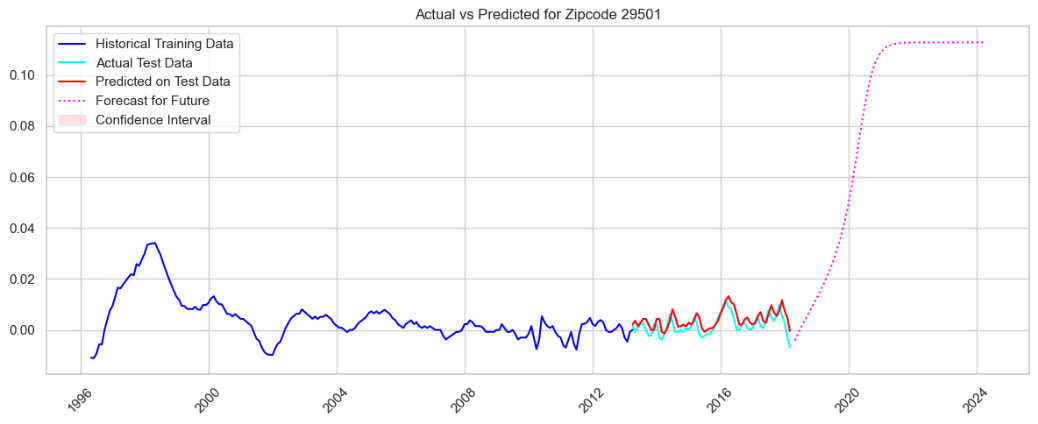 Actual vs Predicted for Zipcode 29501
Historical Training Data
Actual Test Data
Predicted on Test Data
Forecast for Future
Confidence Interval
0.10
0.08
0.06
0.04
0.02
0.00
1996
2000
2004
2008
2012
2016
2020
2024